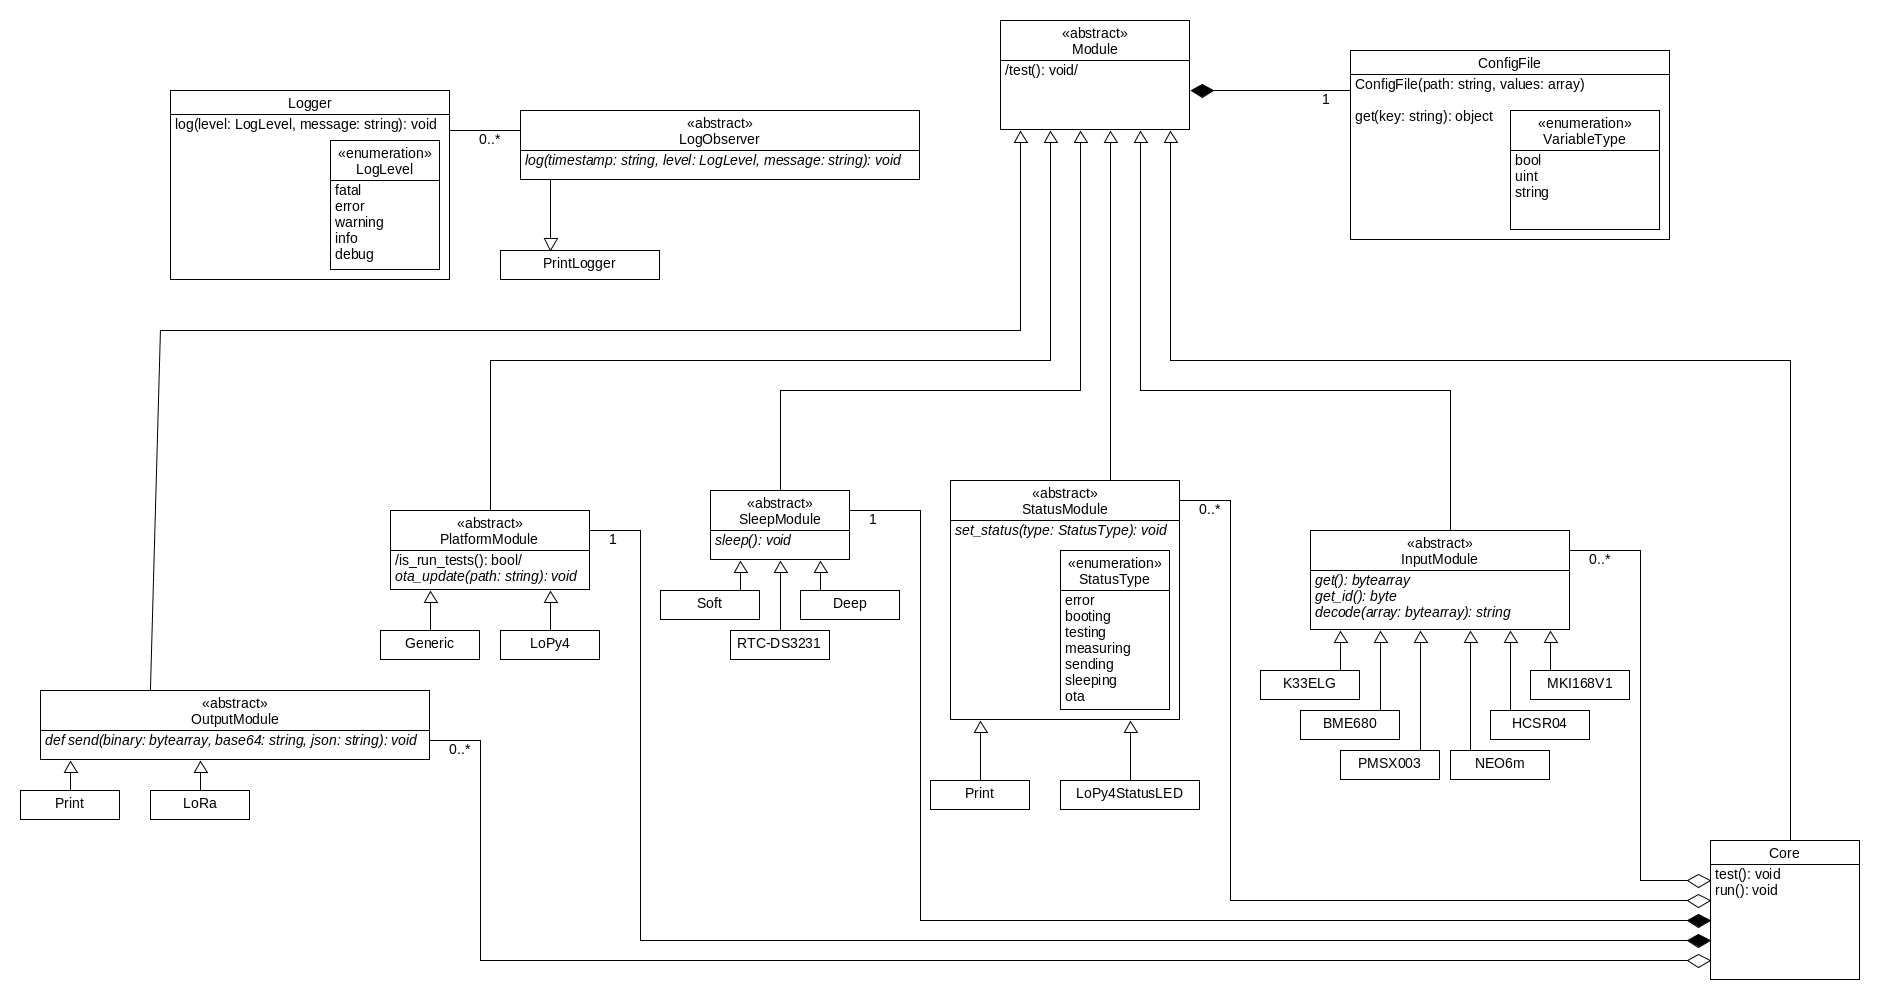 «abstract»
Module
/test(): void/
ConfigFile
ConfigFile(path: string, values: array)
get(key: string): object
«enumeration»
VariableType
bool
uint
string
1
Logger
log(level: LogLevel, message: string): void
«enumeration»
LogLevel
fatal
error
warning
info
debug
0..*
«abstract»
LogObserver
log(timestamp: string, level: LogLevel, message: string): void
PrintLogger
«abstract»
OutputModule
def send(binary: bytearray, base64: string, json: string): void
0..*
Print
LoRa
«abstract»
PlatformModule
/is_run_tests(): bool/
ota_update(path: string): void
1
Generic
LoPy4
«abstract»
SleepModule
sleep(): void
1
Soft
RTC-DS3231
Deep
«abstract»
StatusModule
set_status(type: StatusType): void
«enumeration»
StatusType
error
booting
testing
measuring
sending
sleeping
ota
0..*
Print
LoPy4StatusLED
«abstract»
InputModule
get(): bytearray
get_id(): byte
decode(array: bytearray): string
0..*
K33ELG
BME680
PMSX003
NEO6m
HCSR04
MKI168V1
Core
test(): void
run(): void